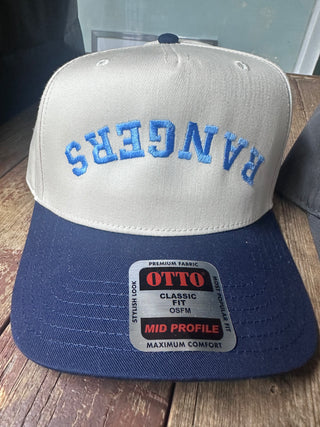 RANGERS
PREMIUM FABRIC
STYLISH LOOK
OTTO
CLASSIC
FIT
OSFM
MID PROFILE
MOST POPULAR FIT
MAXIMUM COMFORT